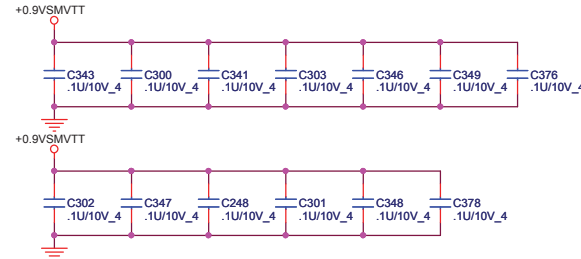 +0.9VSMVTT
C343 C300 C341 C303 C346 C349 C376
.1U/10V_4 .1U/10V_4 .1U/10V_4 .1U/10V_4 .1U/10V_4 .1U/10V_4 .1U/10V_4
+0.9VSMVTT
C302 C347 C248 C301 C348 C378
.1U/10V_4 .1U/10V_4 .1U/10V_4 .1U/10V_4 .1U/10V_4 .1U/10V_4